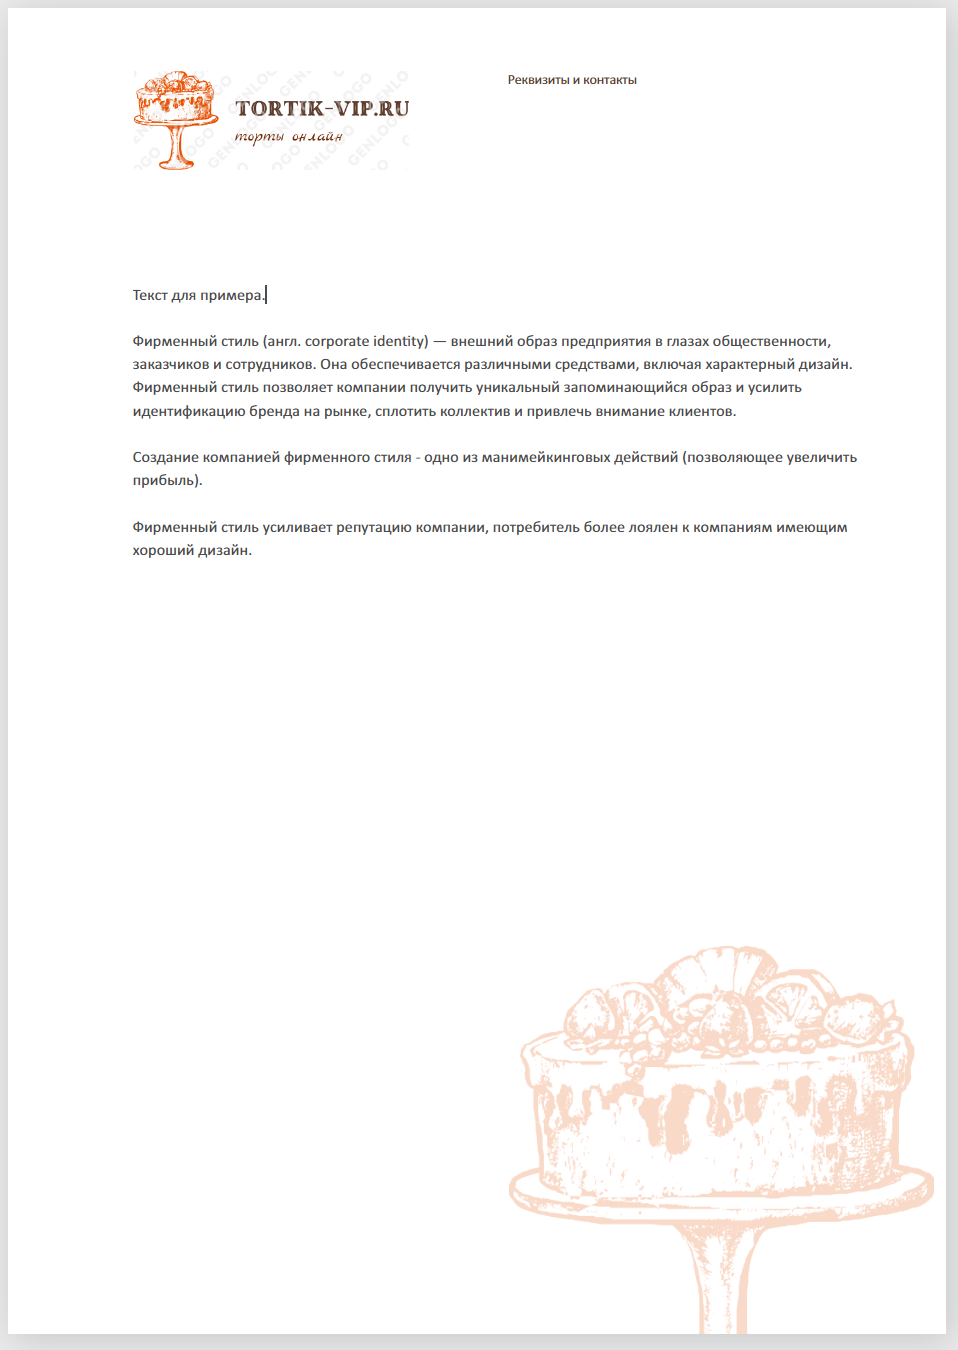 TORTIK-VIP.RU
торты онлайн
Реквизиты и контакты
Текст для примера.
Фирменный стиль (англ. corporate identity) — внешний образ предприятия в глазах общественности,
заказчиков и сотрудников. Она обеспечивается различными средствами, включая характерный дизайн.
Фирменный стиль позволяет компании получить уникальный запоминающийся образ и усилить
идентификацию бренда на рынке, сплотить коллектив и привлечь внимание клиентов.
Создание компанией фирменного стиля - одно из манимейкинговых действий (позволяющее увеличить
прибыль).
Фирменный стиль усиливает репутацию компании, потребитель более лоялен к компаниям имеющим
хороший дизайн.